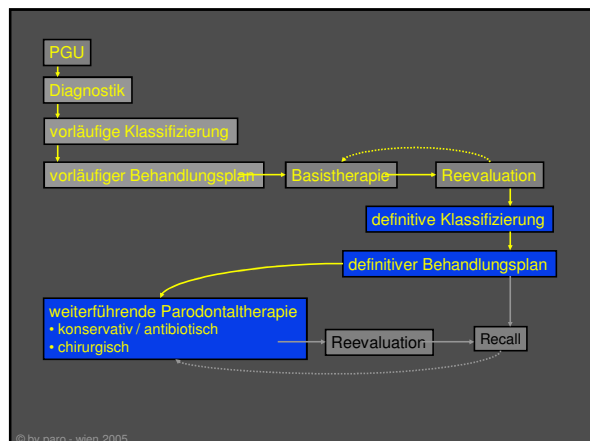 PGU
Diagnostik
vorläufige Klassifizierung
vorläufiger Behandlungsplan
Basistherapie
Reevaluation
definitive Klassifizierung
definitiver Behandlungsplan
weiterführende Parodontaltherapie
• konservativ / antibiotisch
• chirurgisch
Reevaluation
Recall
© by paro - wien 2005